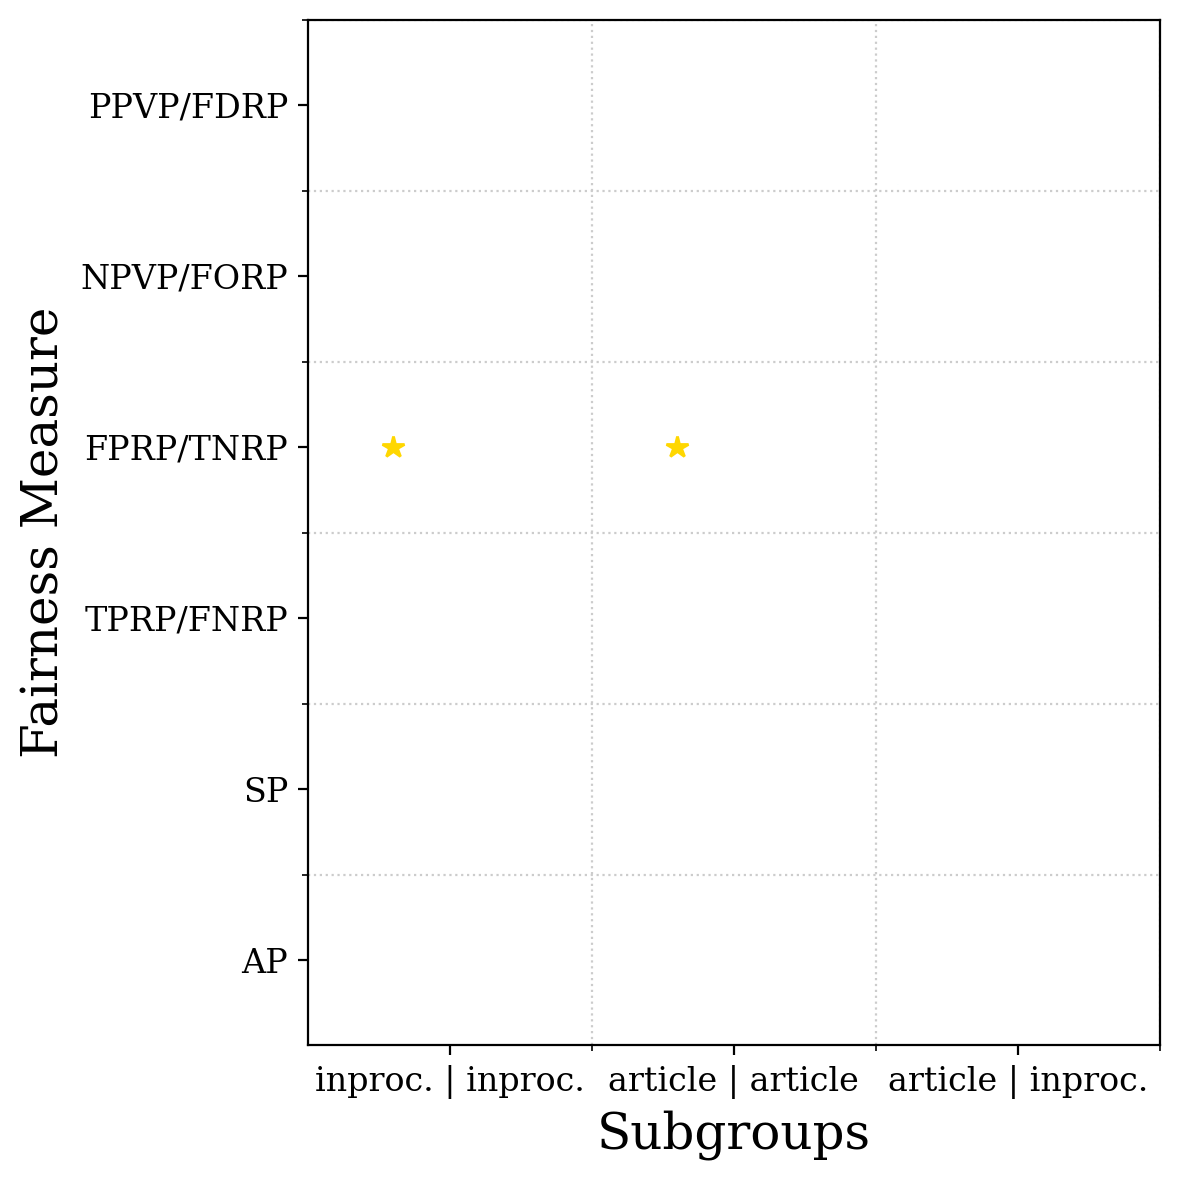 PPVP/FDRP
NPVP/FORP
FPRP/TNRP
TPRP/FNRP
SP
AP
Fairness Measure
inproc. | inproc.
article | article
article | inproc.
Subgroups